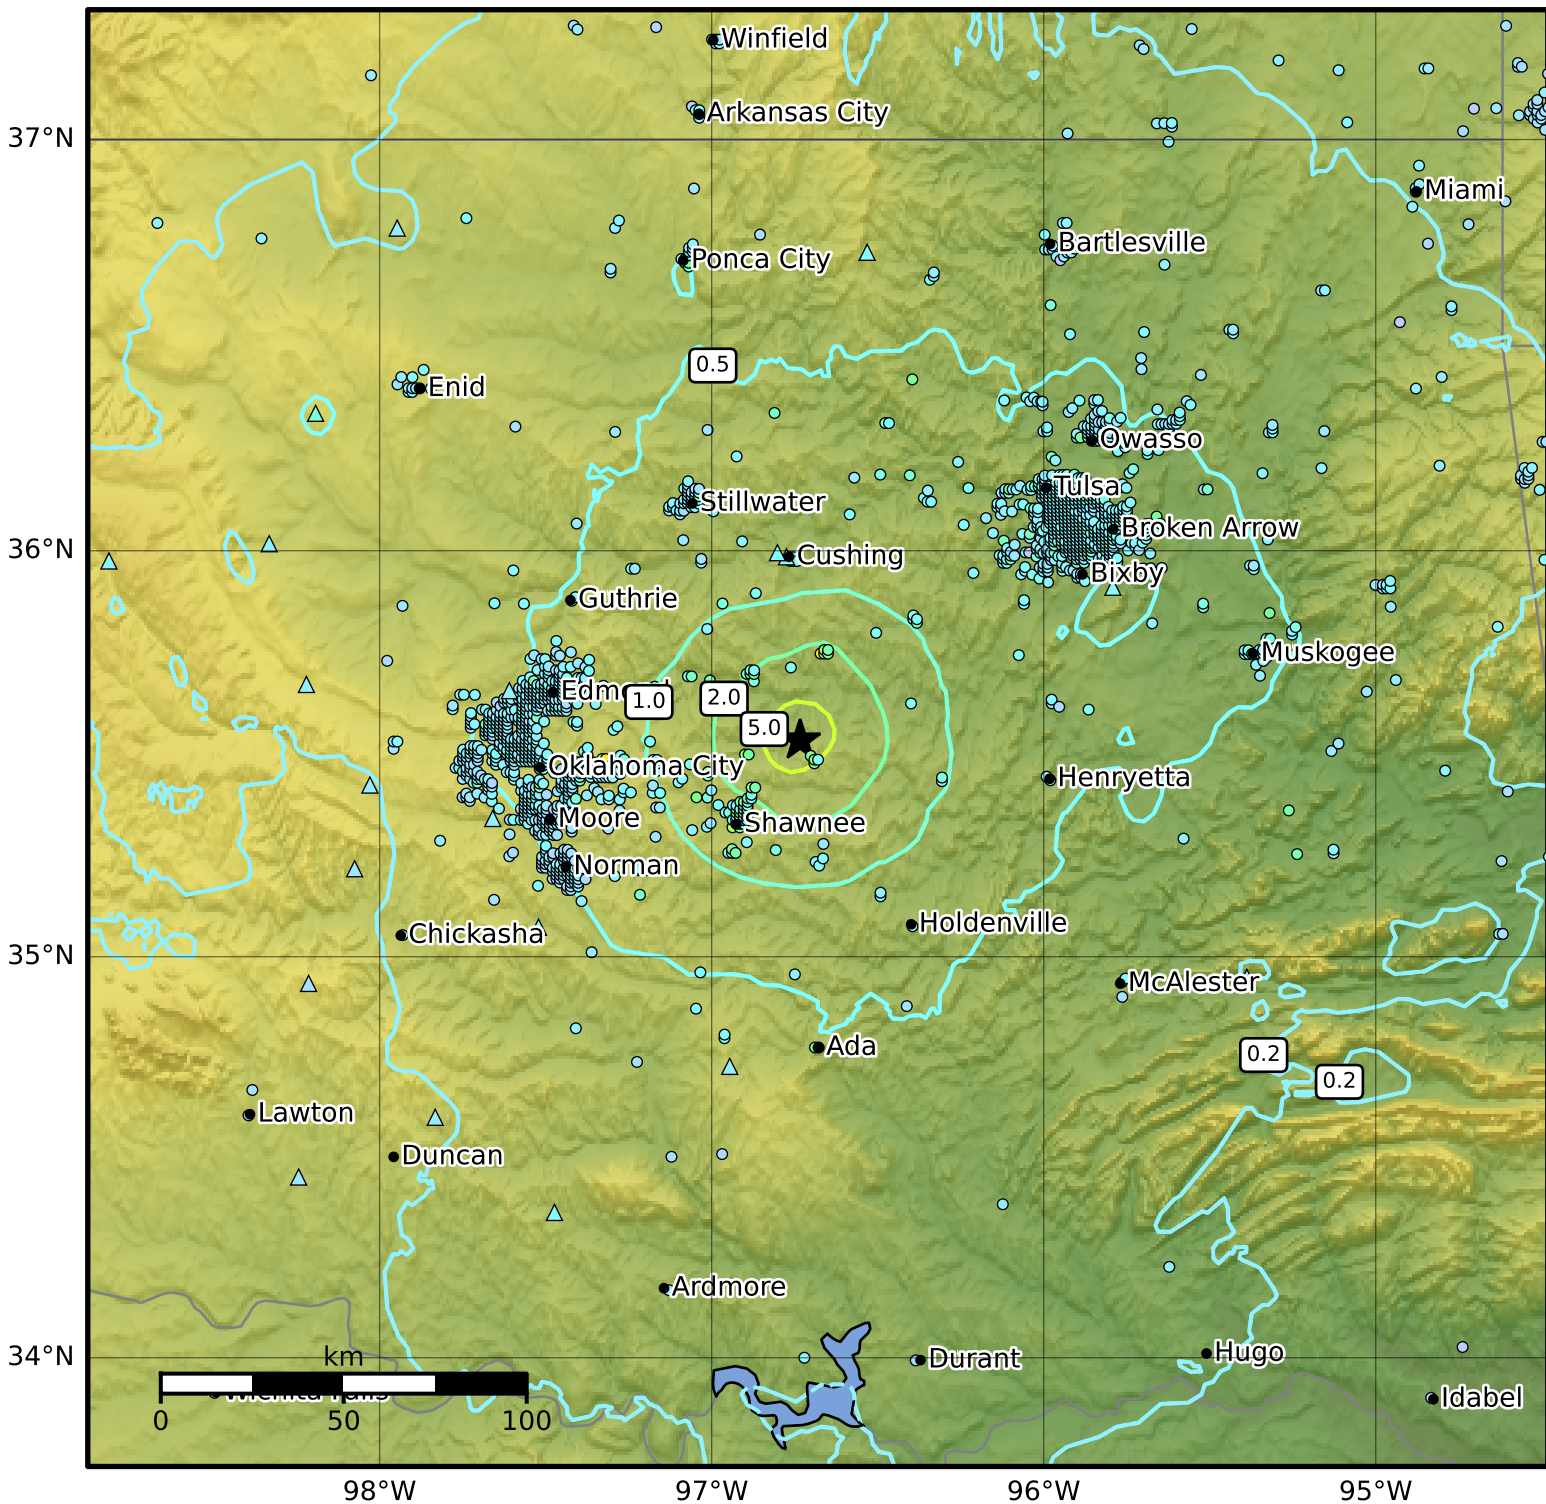 Winfield
Arkansas City
37°N
Miami
Bartlesville
Ponca City
0.5
Enid
Owasso
Tulsa
Stillwater
Broken Arrow
36°N
Cushing
Bixby
Guthrie
Muskogee
Edmond
1.0
2.0
5.0
Oklahoma City
Henryetta
Moore
Shawnee
Norman
Holdenville
Chickasha
35°N
McAlester
Ada
0.2
0.2
Lawton
Duncan
Ardmore
34°N
km
Durant
Hugo
Wichita Falls
Idabel
0 50 100
98°W 97°W 96°W 95°W